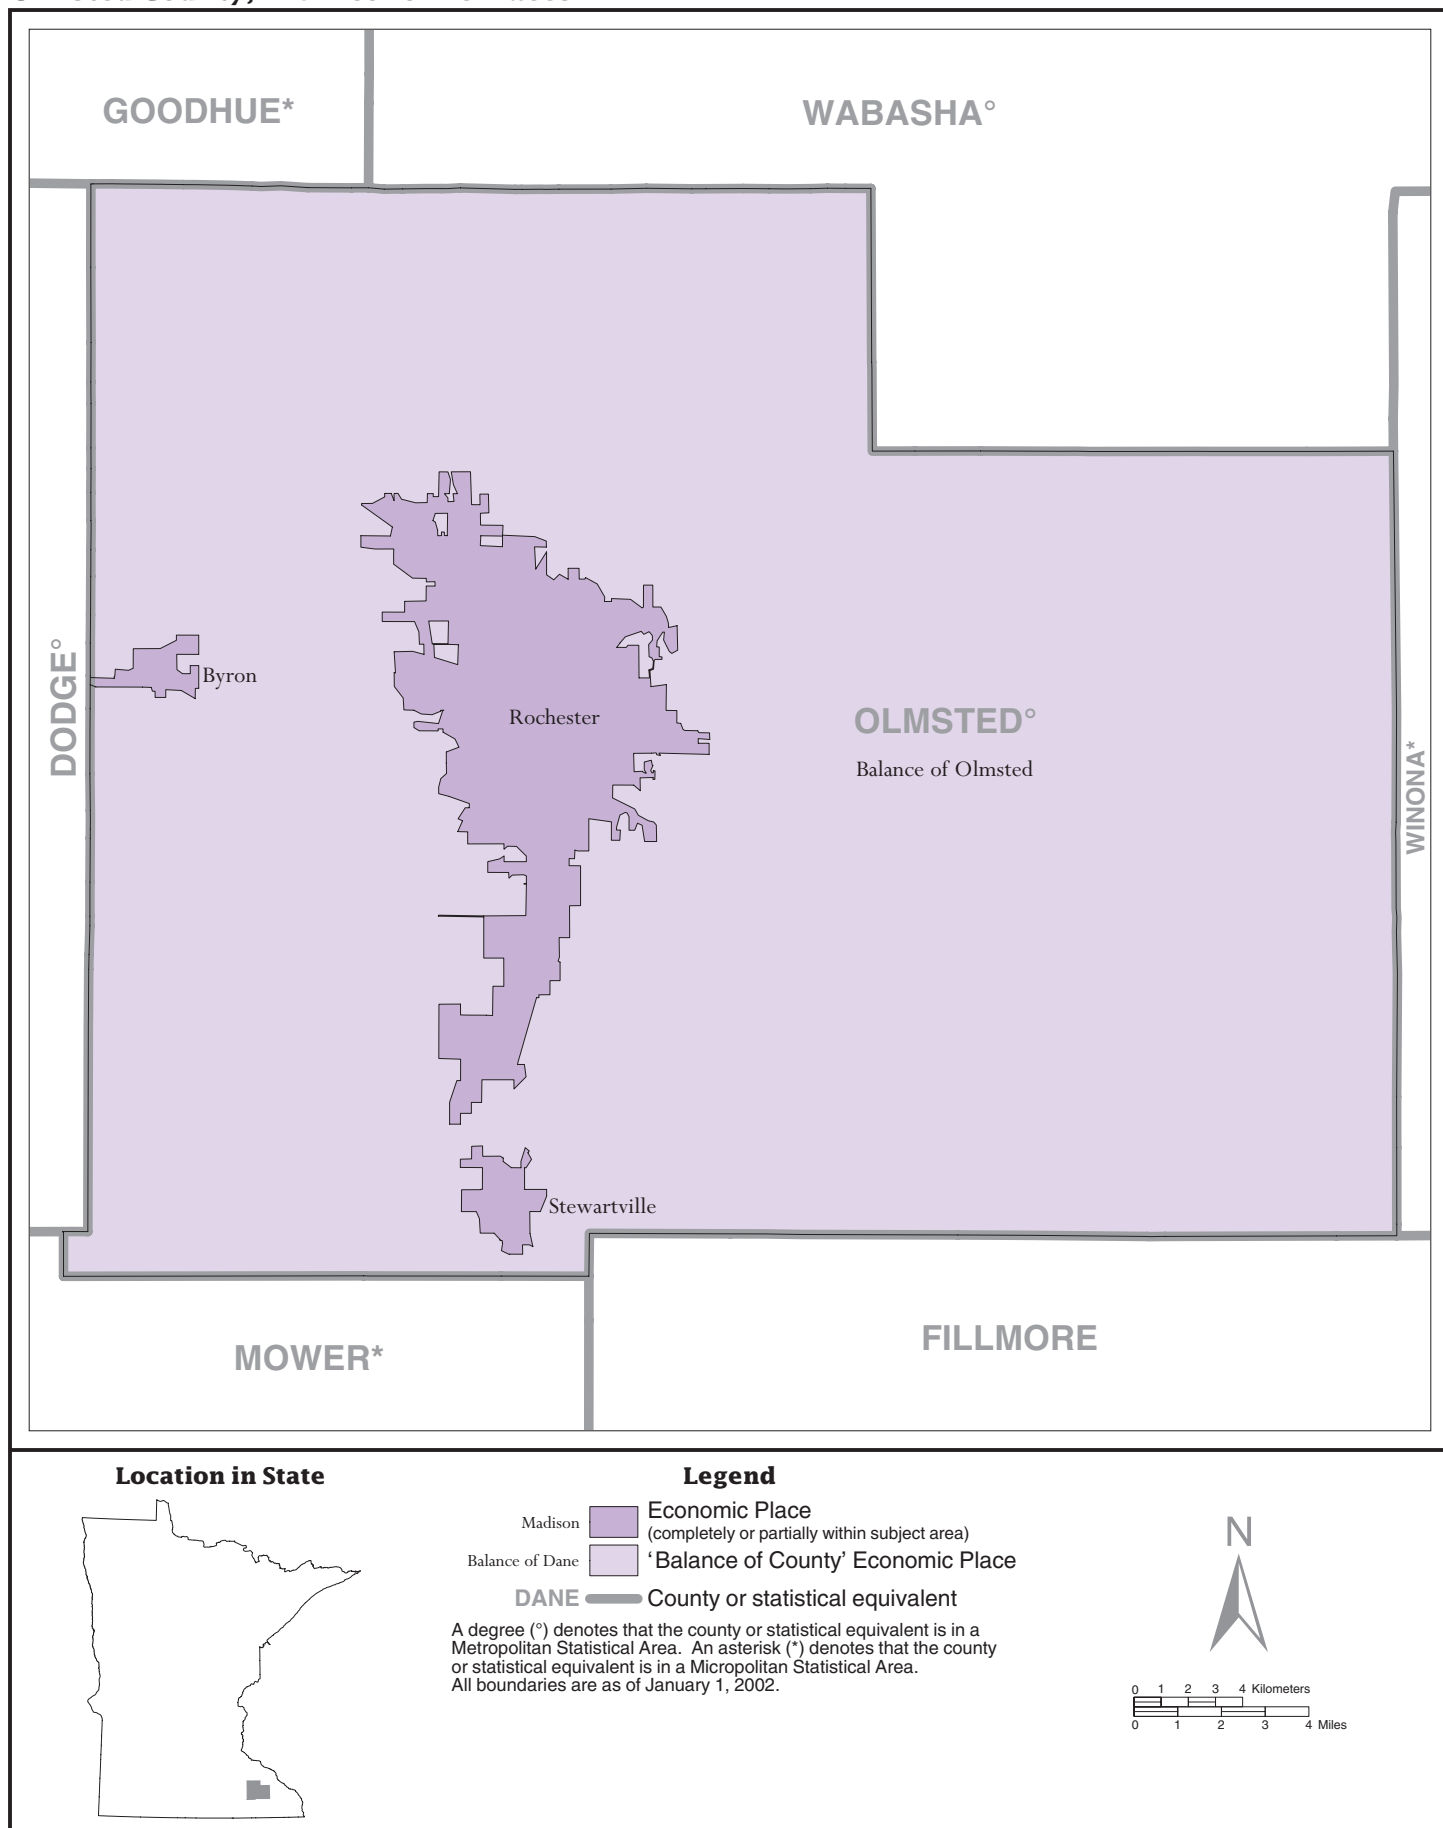 GOODHUE*
WABASHA°
DODGE°
Byron
Rochester
OLMSTED°
Balance of Olmsted
WINONA*
Stewartville
MOWER*
FILLMORE
Location in State
Legend
Madison
Economic Place
(completely or partially within subject area)
Balance of Dane
'Balance of County' Economic Place
DANE
County or statistical equivalent
A degree (°) denotes that the county or statistical equivalent is in a
Metropolitan Statistical Area. An asterisk (*) denotes that the county
or statistical equivalent is in a Micropolitan Statistical Area.
All boundaries are as of January 1, 2002.
N
0 1 2 3 4 Kilometers
0 1 2 3 4 Miles